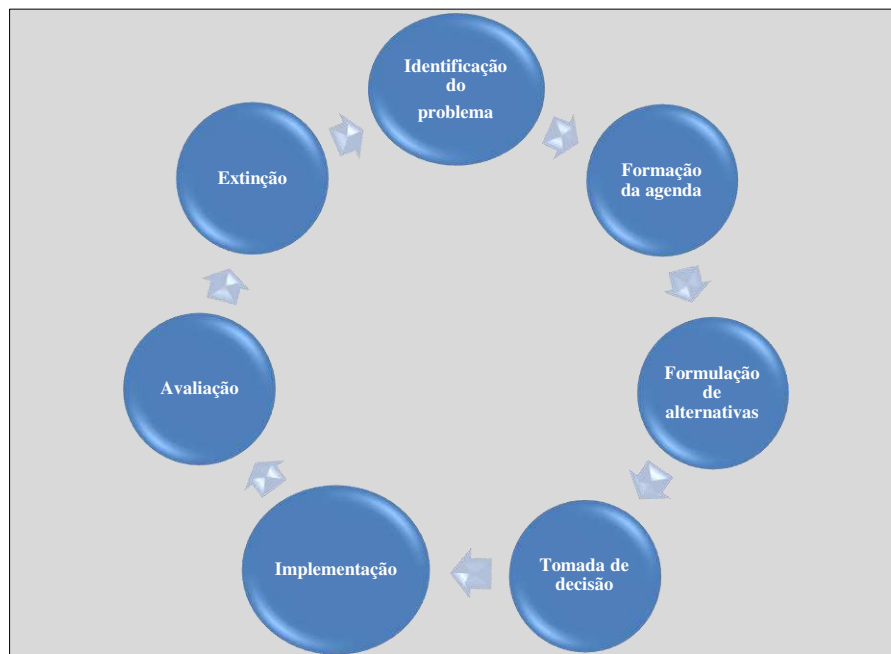 Identificação
do
problema
Formação
da agenda
Formulação
de
alternativas
Tomada de
decisão
Implementação
Avaliação
Extinção